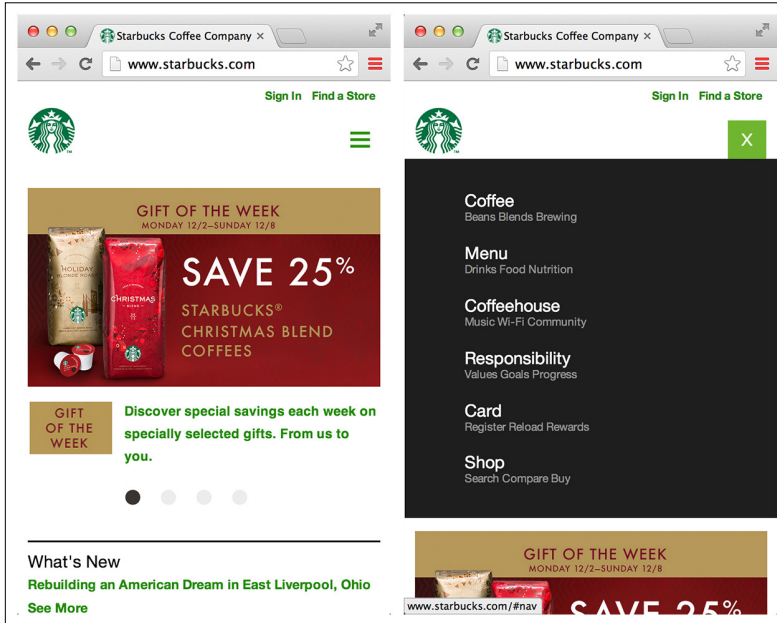 Starbucks Coffee Company ×
www.starbucks.com
Sign In Find a Store
GIFT OF THE WEEK
MONDAY 12/2–SUNDAY 12/8
HOLIDAY
BLONDE ROAST
CHRISTMAS
BLEND
SAVE 25%
STARBUCKS®
CHRISTMAS BLEND
COFFEES
GIFT
OF THE
WEEK
Discover special savings each week on
specially selected gifts. From us to
you.
What's New
Rebuilding an American Dream in East Liverpool, Ohio
See More
Starbucks Coffee Company ×
www.starbucks.com
Sign In Find a Store
X
Coffee
Beans Blends Brewing
Menu
Drinks Food Nutrition
Coffeehouse
Music Wi-Fi Community
Responsibility
Values Goals Progress
Card
Register Reload Rewards
Shop
Search Compare Buy
GIFT OF THE WEEK
MONDAY 12/2–SUNDAY 12/8
SAVE 25%
www.starbucks.com/#nav